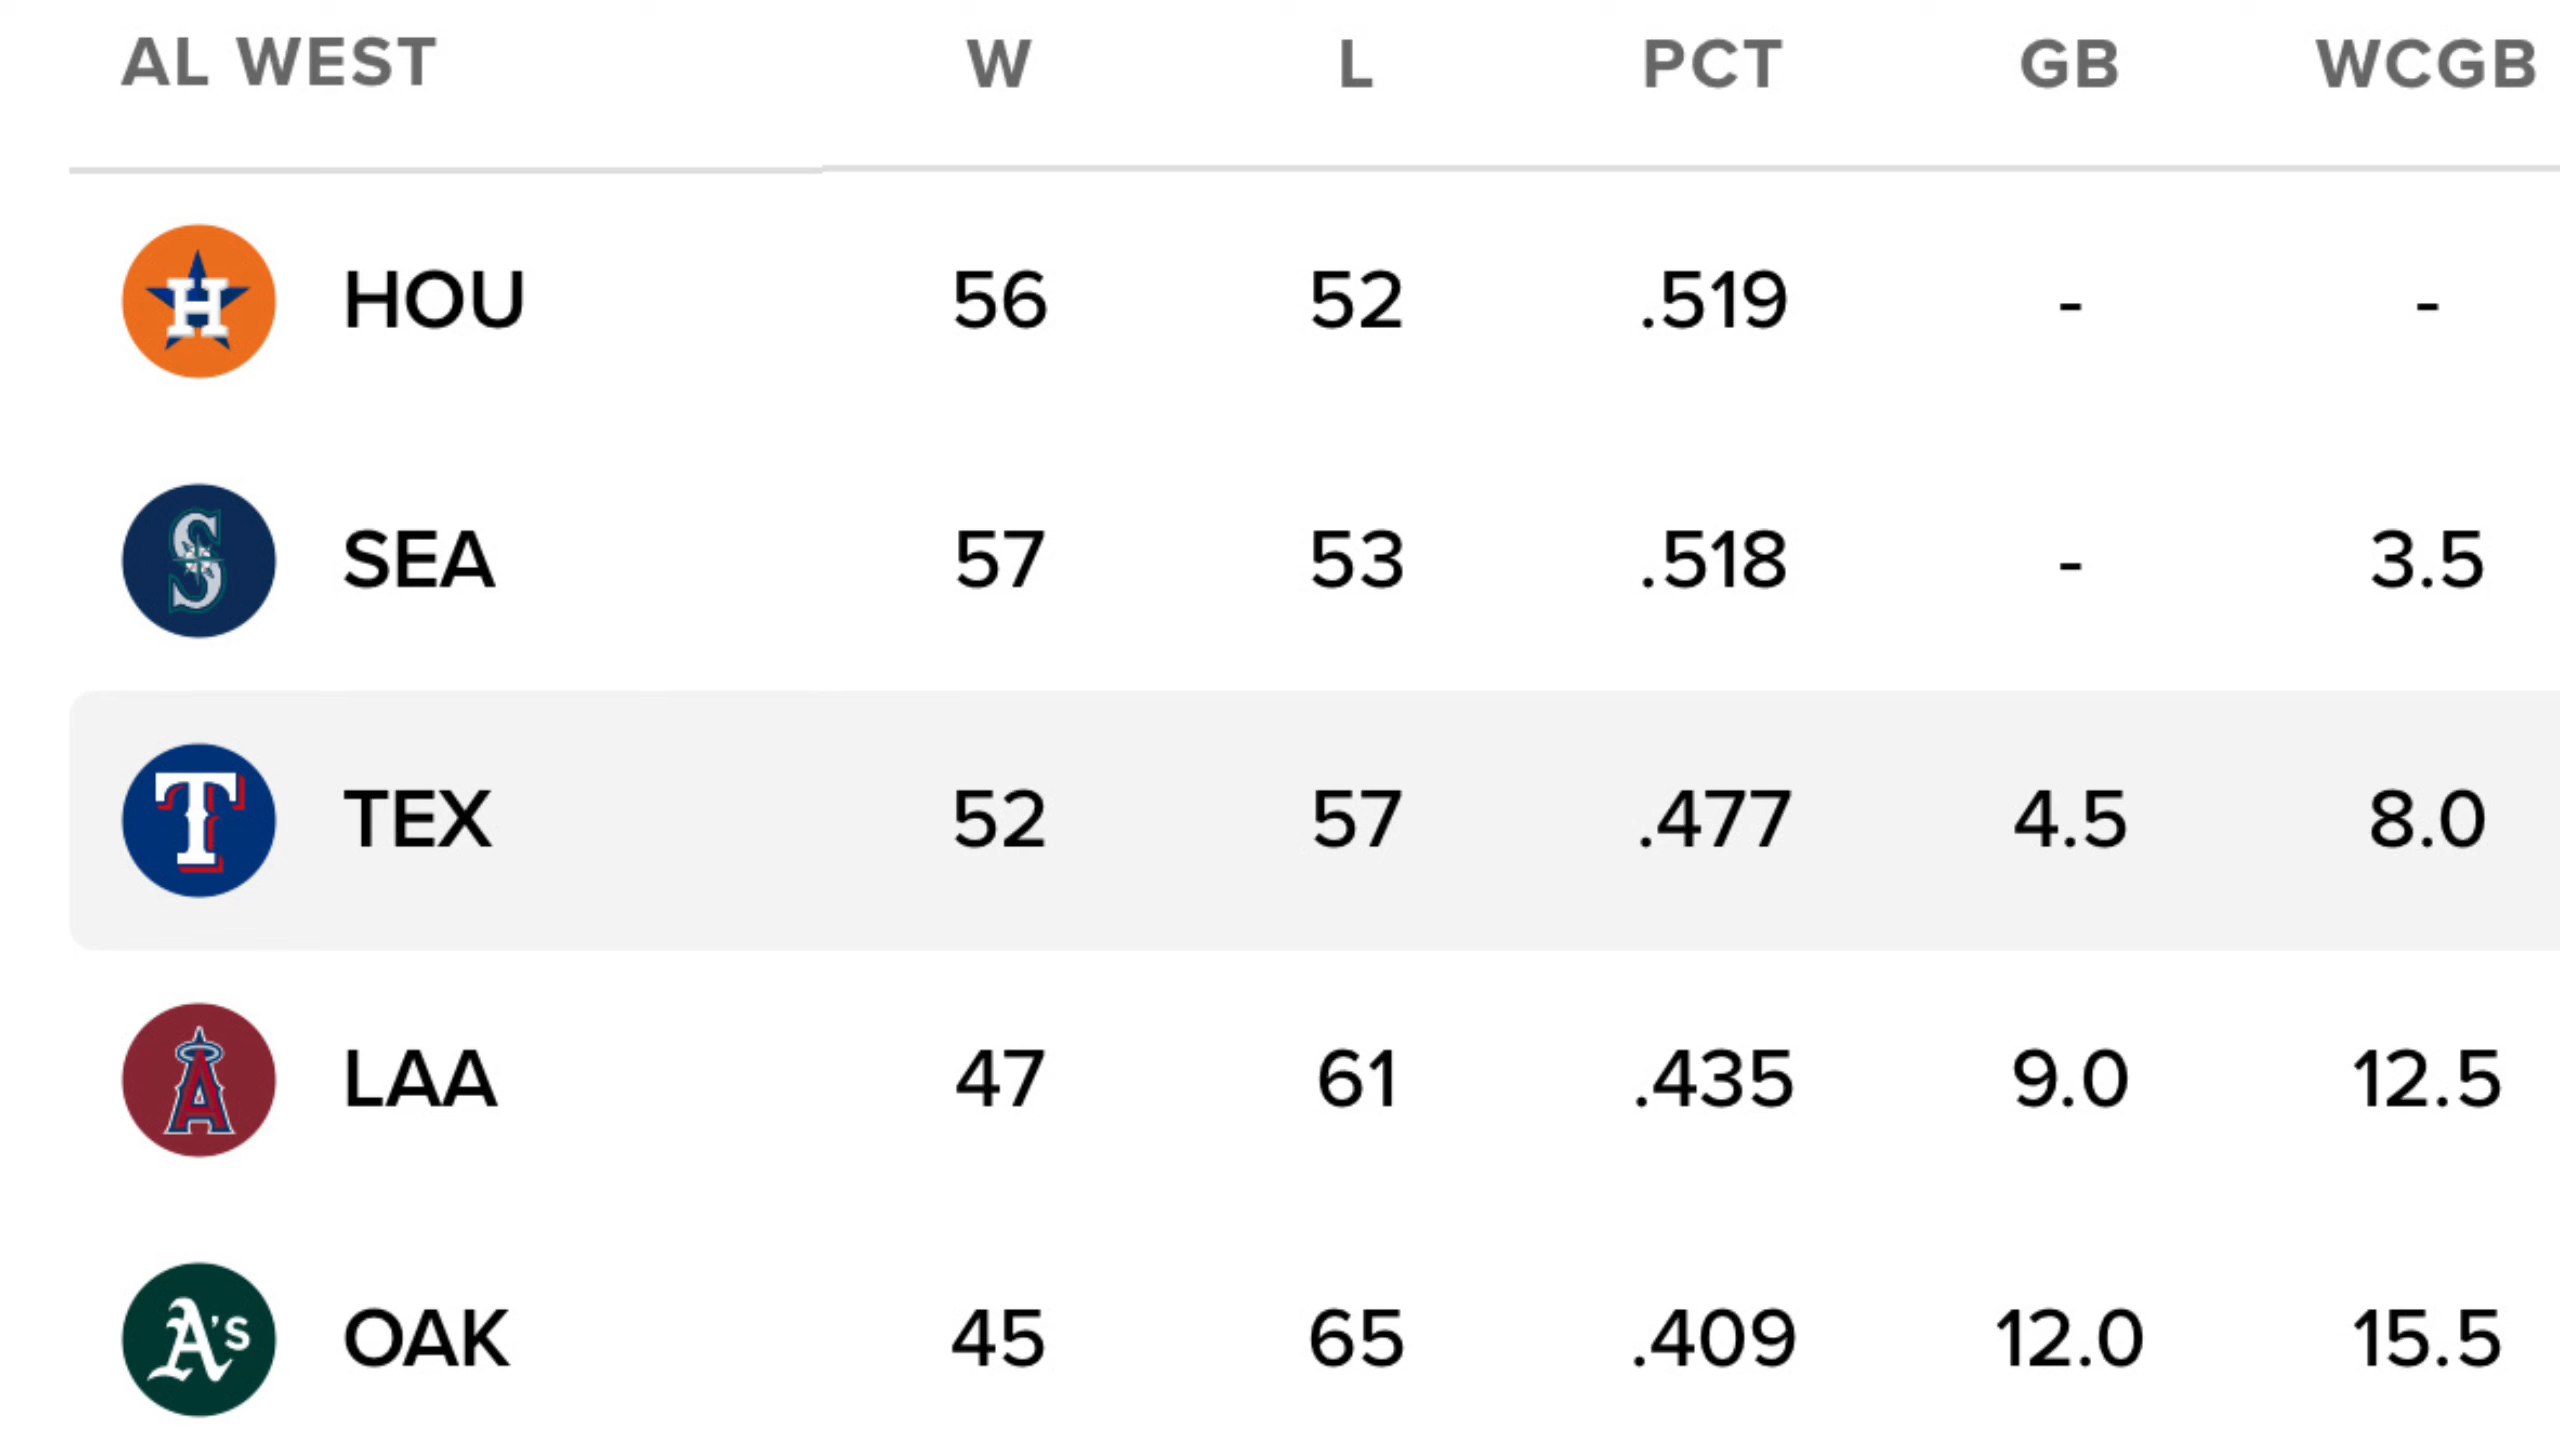 AL WEST W L PCT GB WCGB
H HOU 56 52 .519 - -
S SEA 57 53 .518 - 3.5
T TEX 52 57 .477 4.5 8.0
A LAA 47 61 .435 9.0 12.5
A's OAK 45 65 .409 12.0 15.5